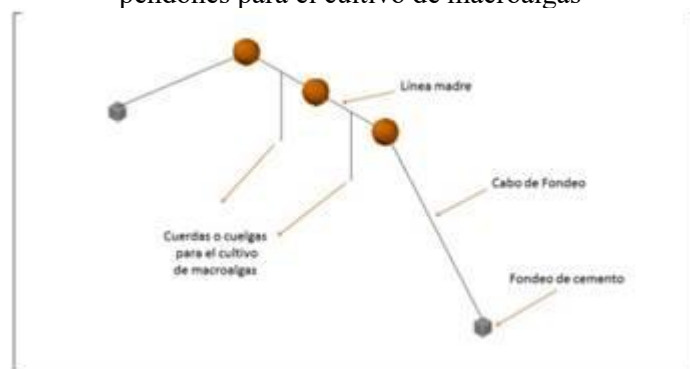 pendones para el cultivo de macroalgas
Línea madre
Cabo de Fondeo
Cuerdas o cuelgas
para el cultivo
de macroalgas
Fondeo de cemento